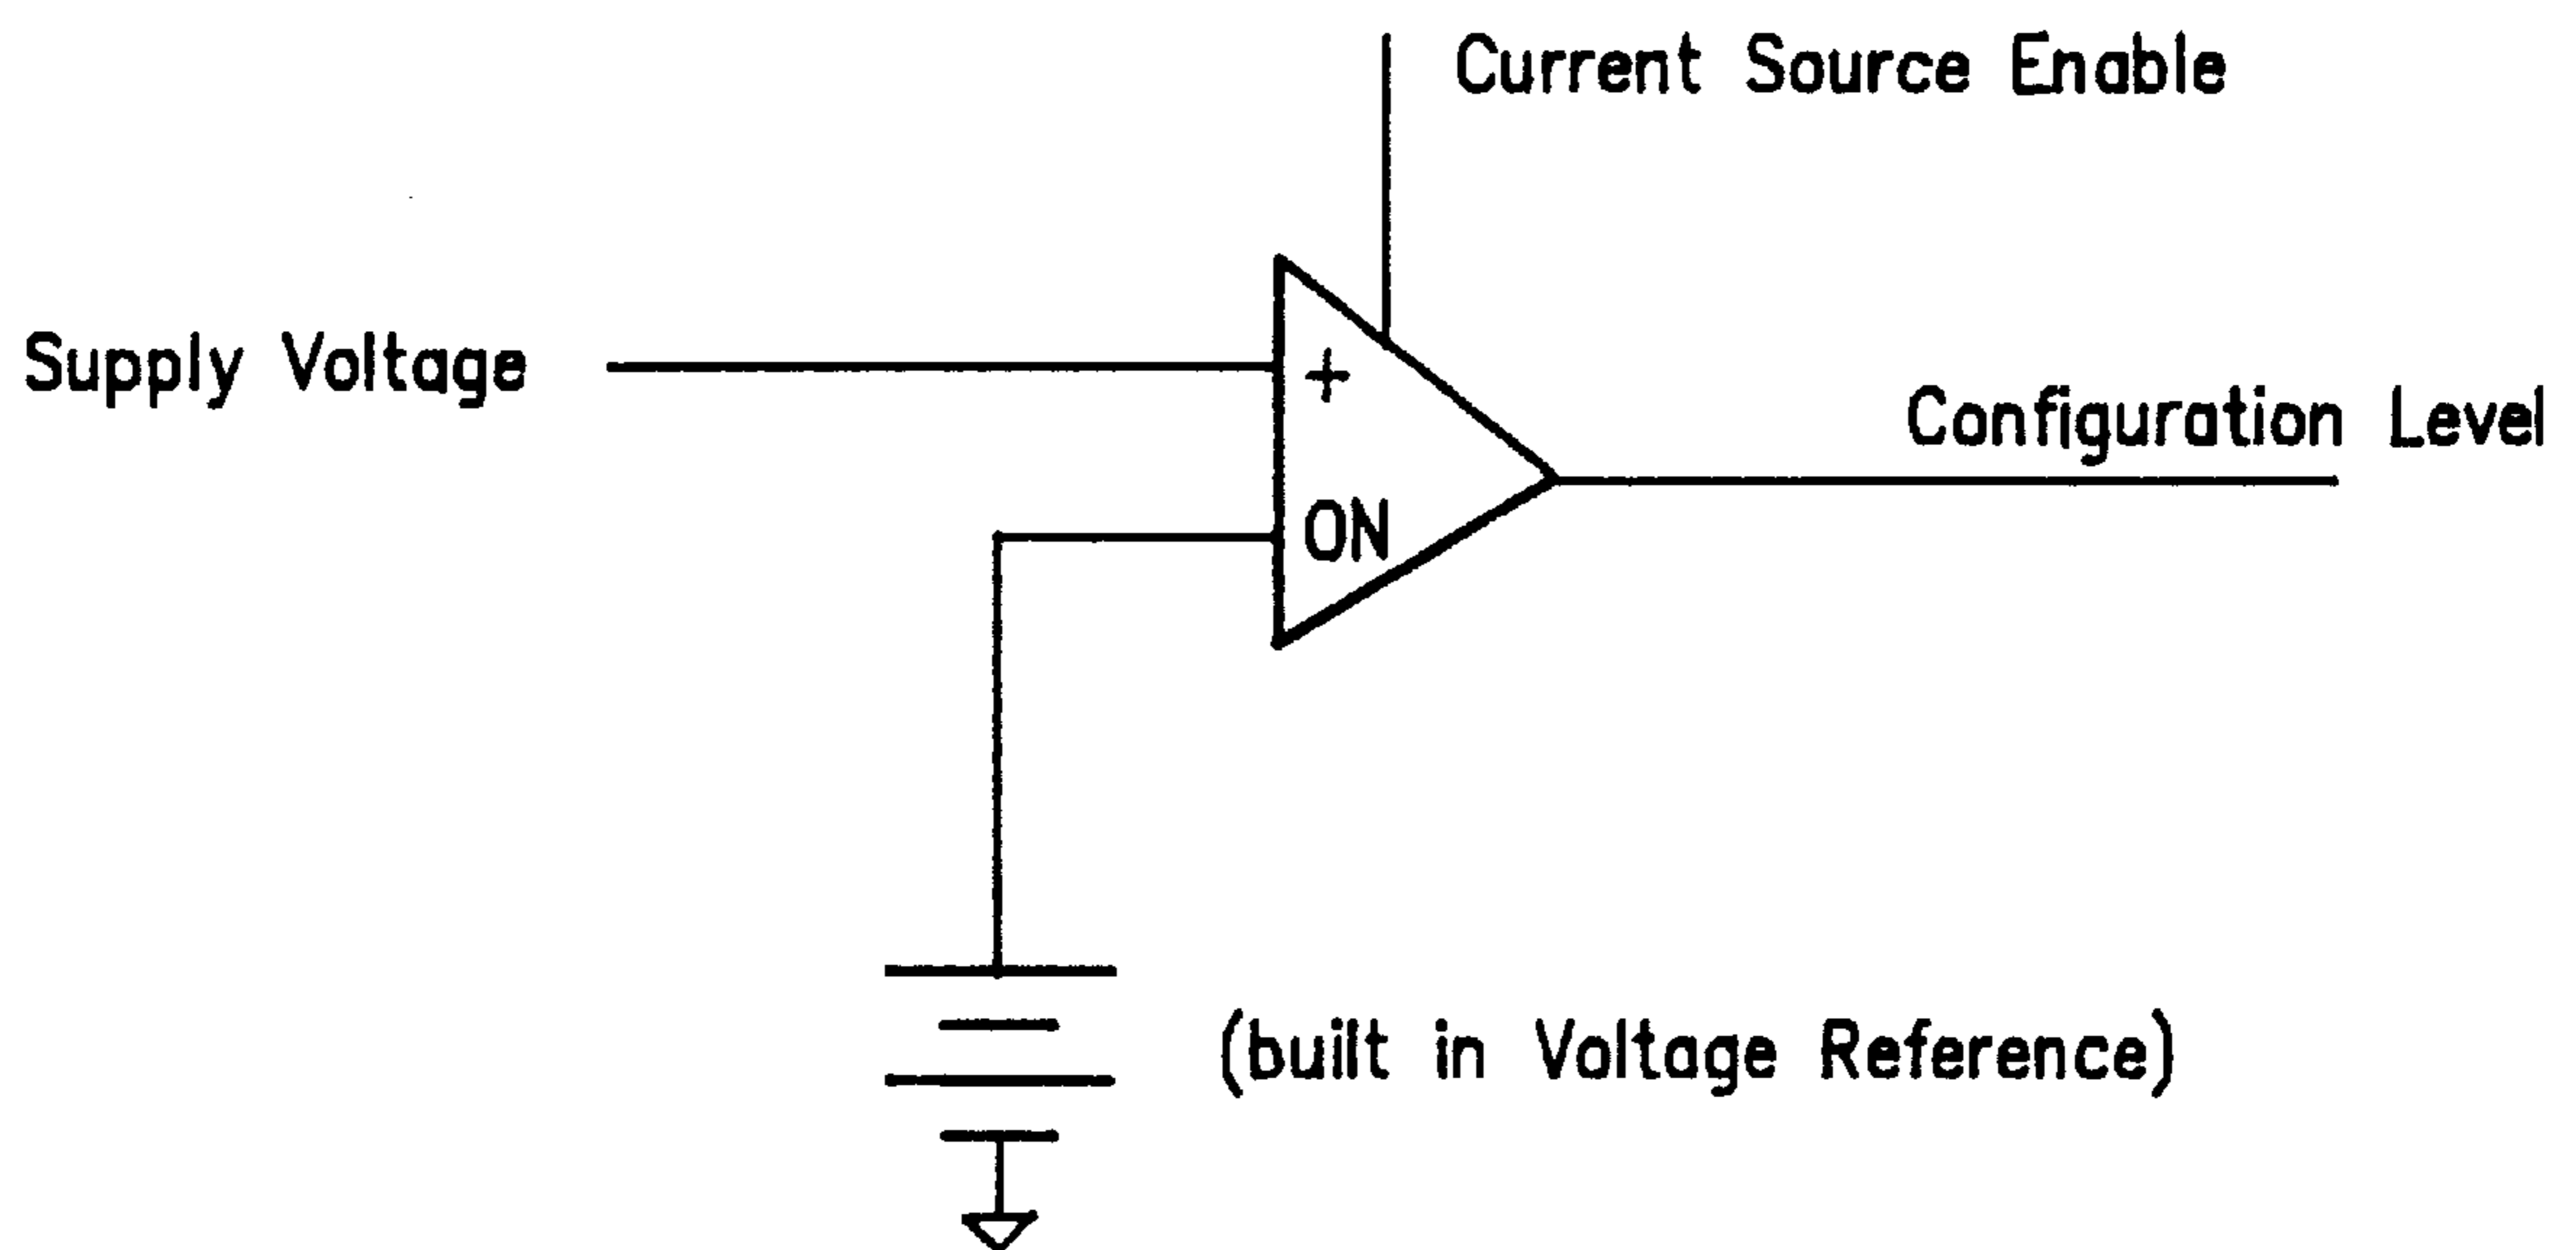 Current Source Enable
Supply Voltage
+
Configuration Level
ON
(built in Voltage Reference)